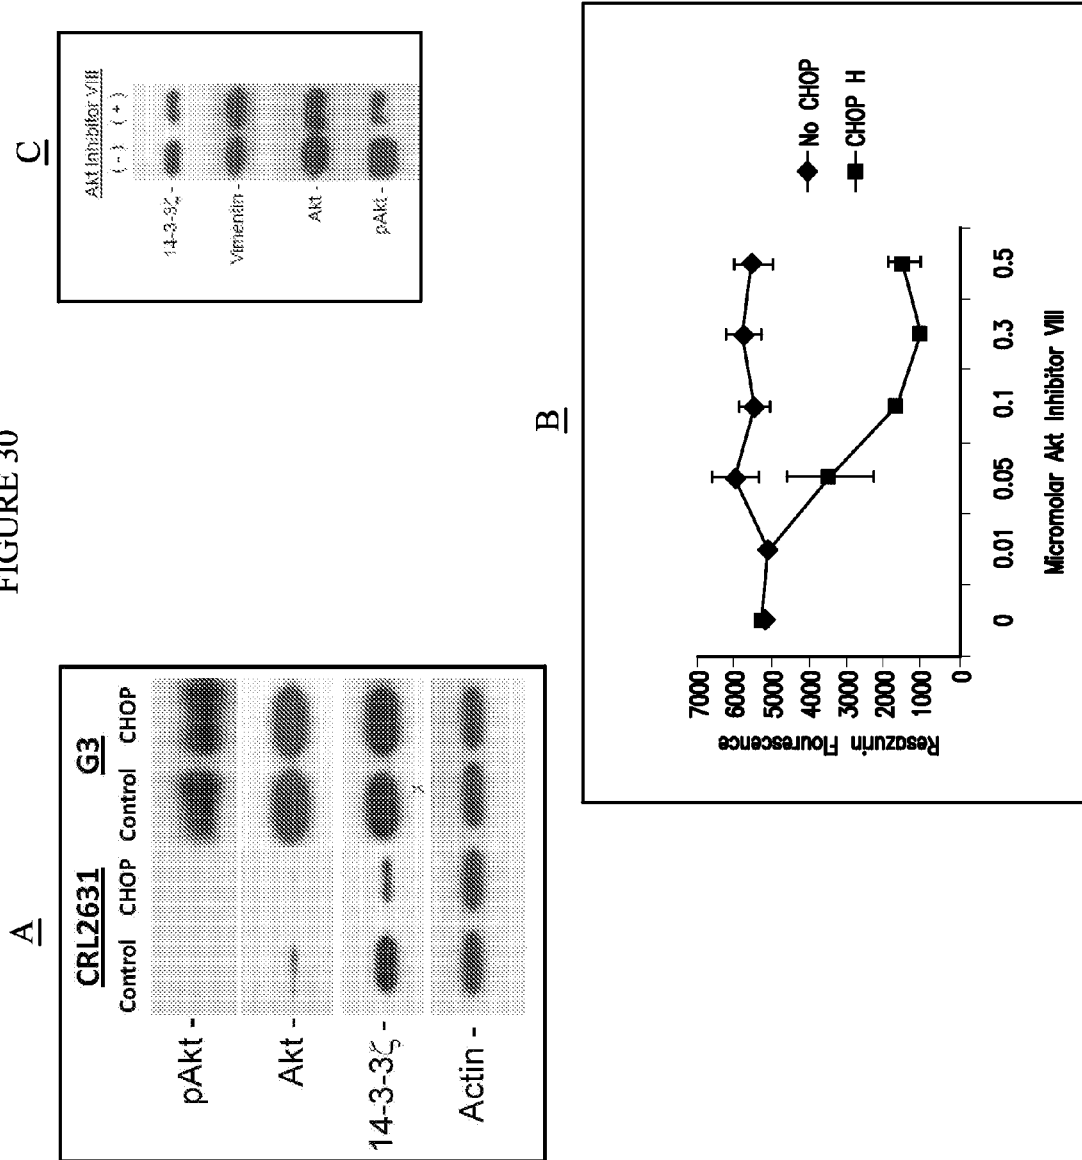 FIGURE 30
A
CRL2631 G3
Control CHOP Control CHOP
pAkt -
Akt -
14-3-3ζ -
Actin -
C
Akt Inhibitor VIII
(-) (+)
14-3-3ζ -
Vimentin -
Akt -
pAkt -
B
Resazurin Flourescence
7000
6000
5000
4000
3000
2000
1000
0
0 0.01 0.05 0.1 0.3 0.5
Micromolar Akt Inhibitor VIII
No CHOP
CHOP H